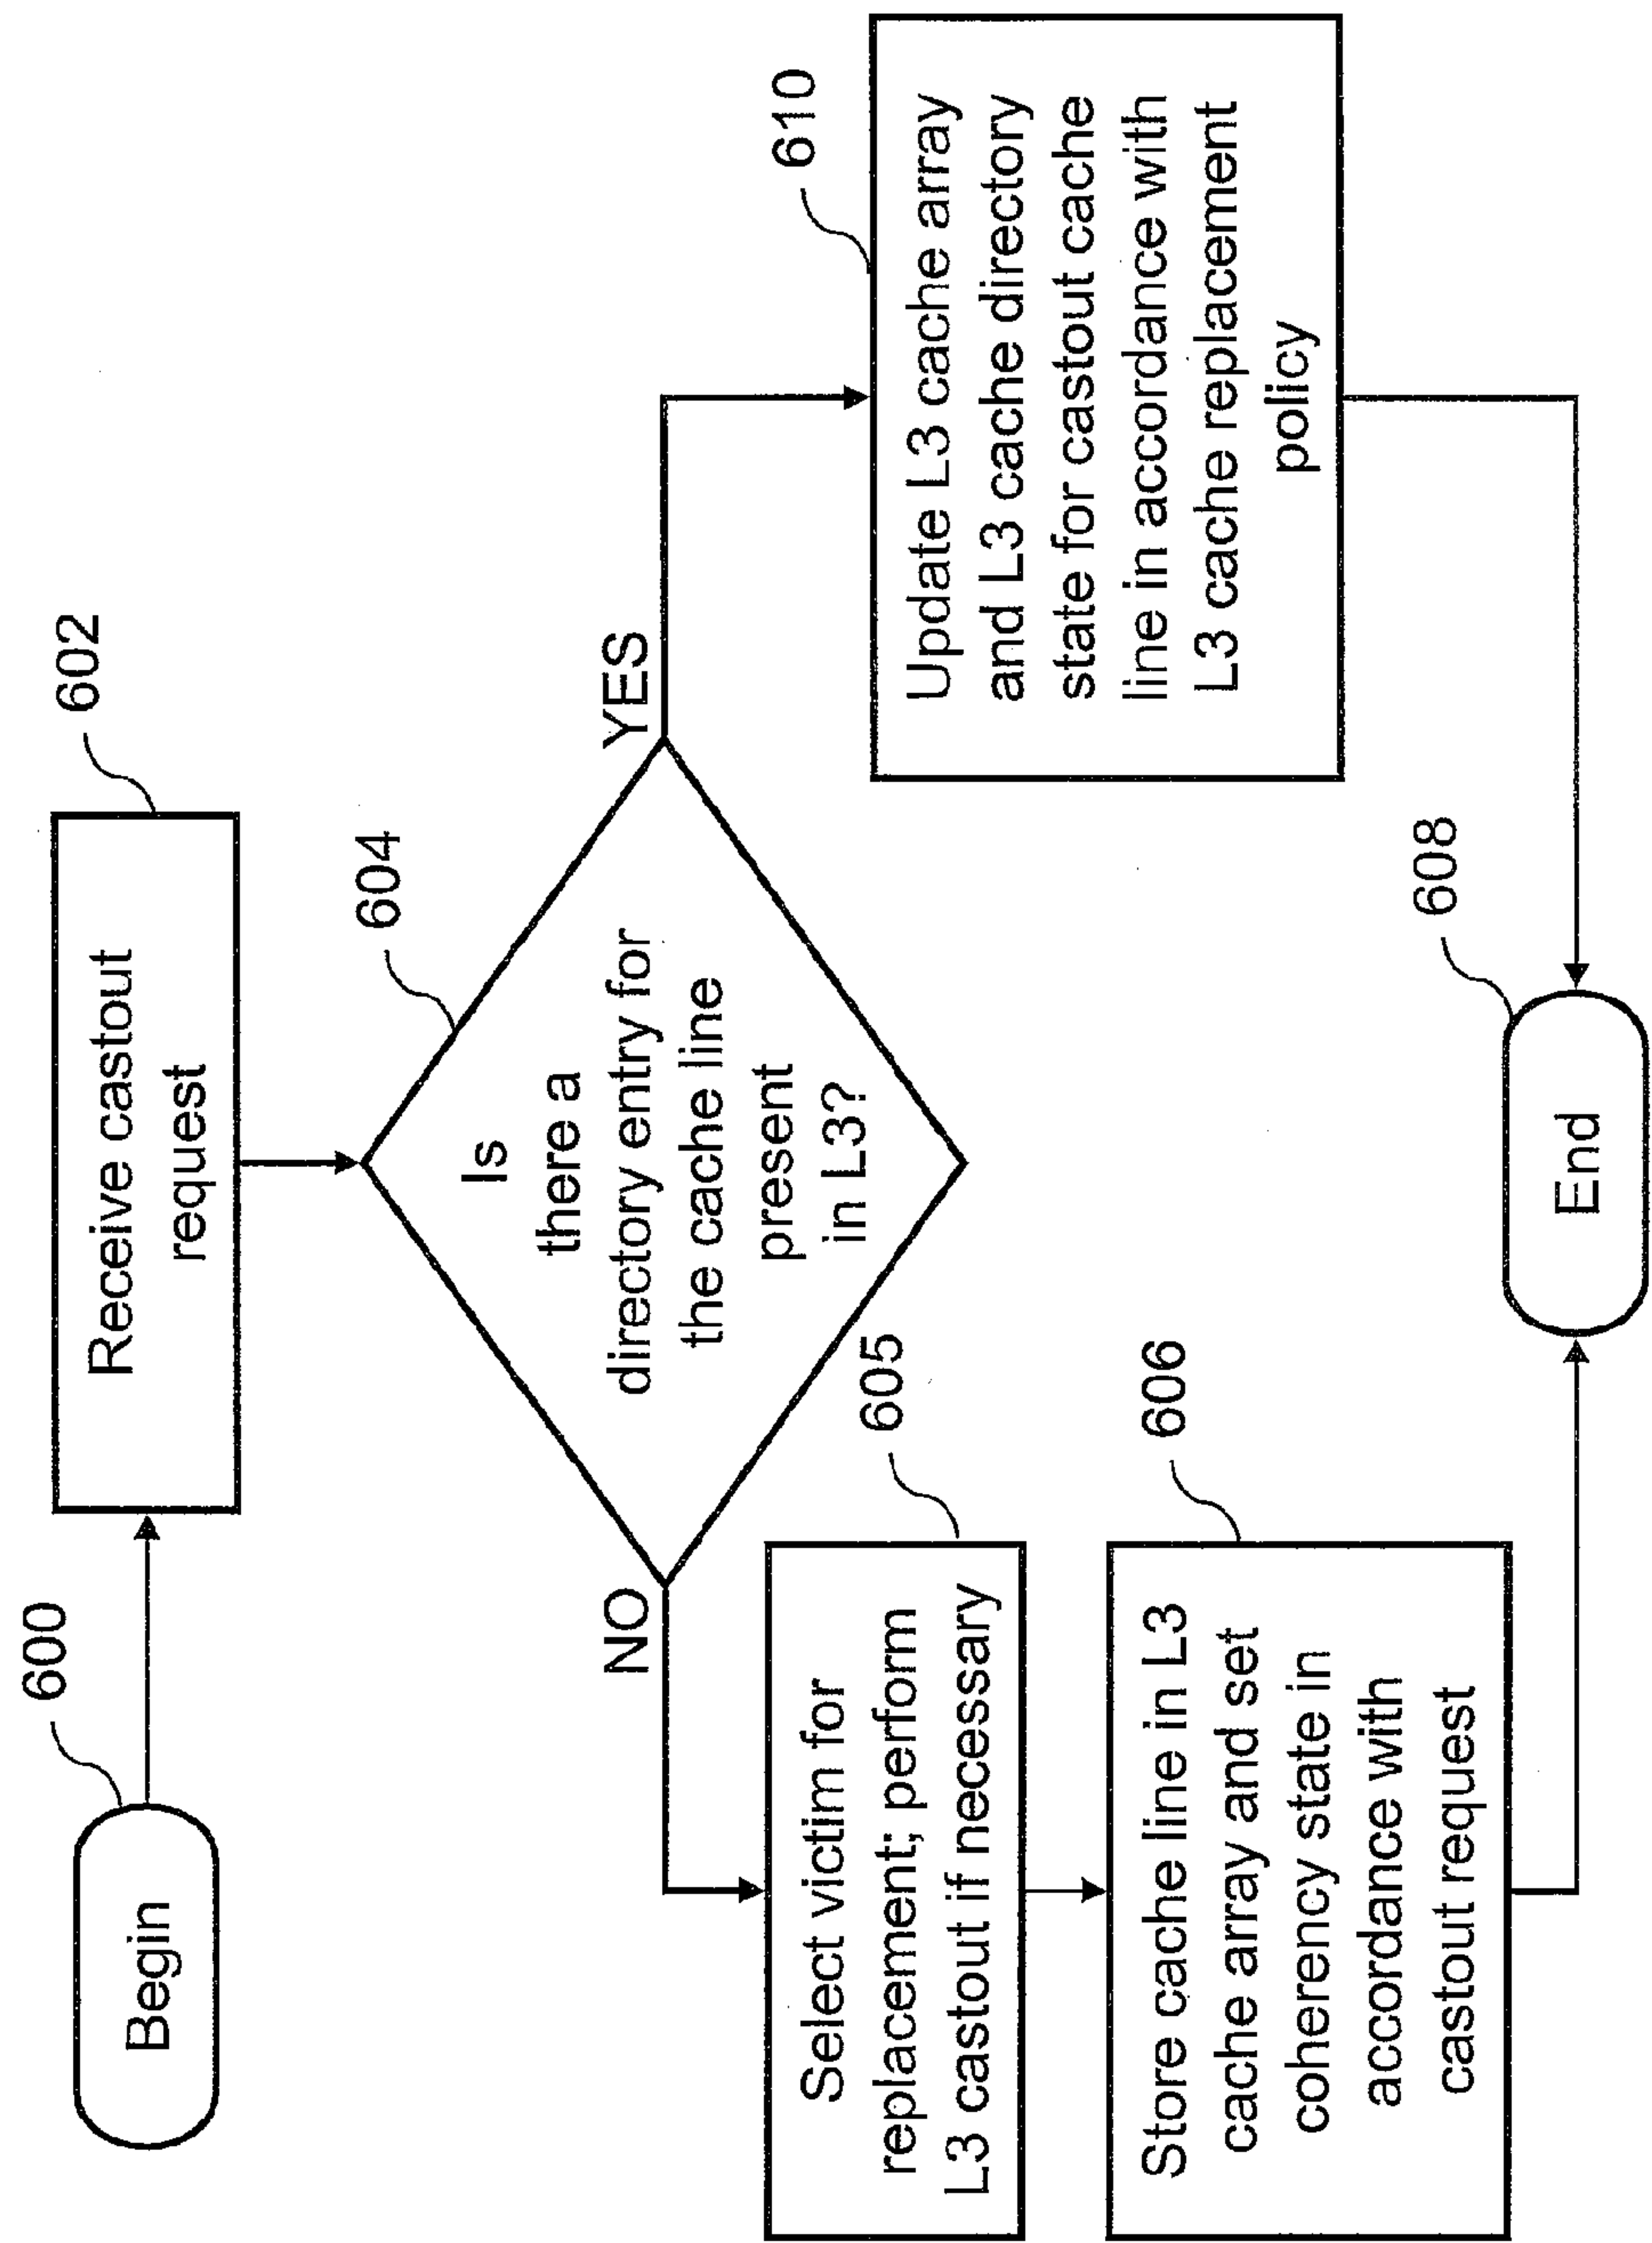 600
Begin
602
Receive castout
request
604
Is
there a
directory entry for
the cache line
present
in L3?
NO
YES
605
Select victim for
replacement; perform
L3 castout if necessary
606
Store cache line in L3
cache array and set
coherency state in
accordance with
castout request
610
Update L3 cache array
and L3 cache directory
state for castout cache
line in accordance with
L3 cache replacement
policy
608
End